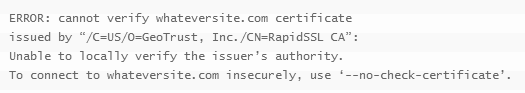 ERROR: cannot verify whateversite.com certificate
issued by “/C=US/O=GeoTrust, Inc./CN=RapidSSL CA”:
Unable to locally verify the issuer’s authority.
To connect to whateversite.com insecurely, use ‘--no-check-certificate’.